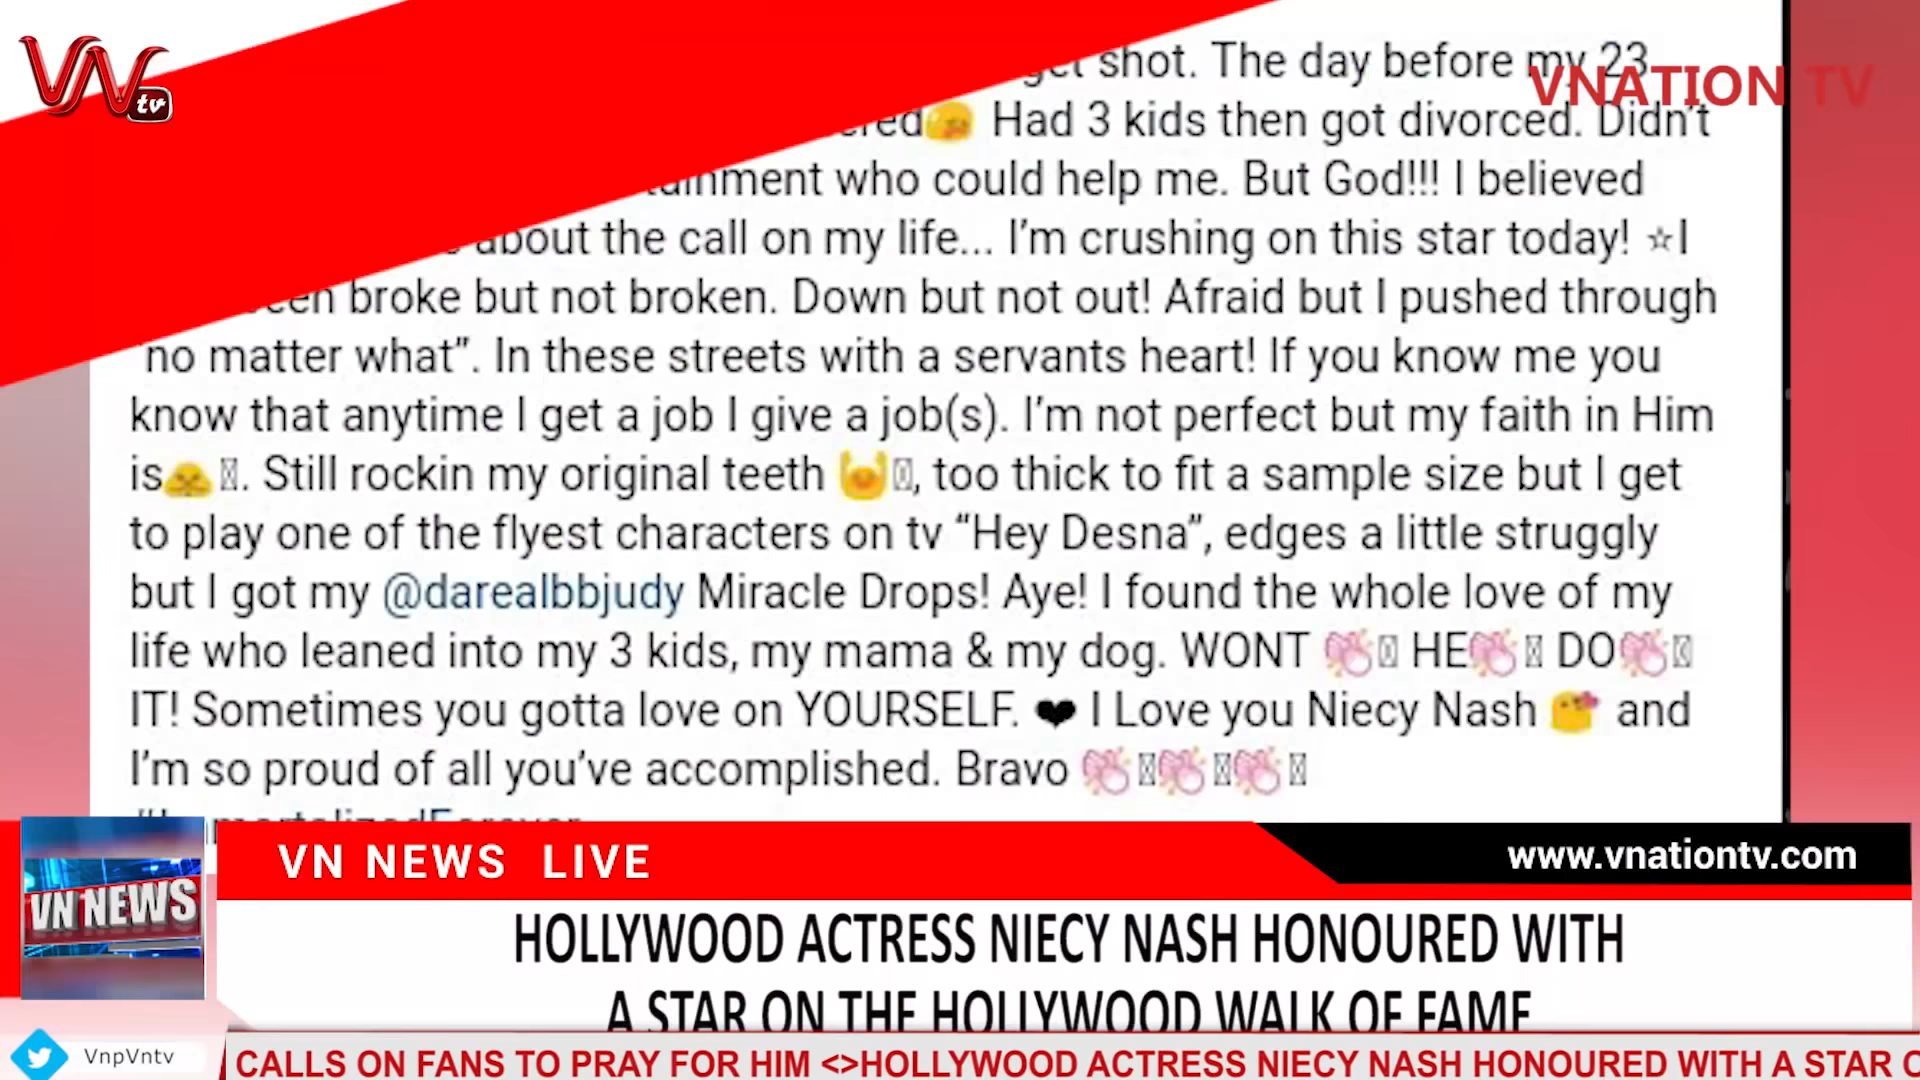 VN tv
VNATION TV
get shot. The day before my 23
Had 3 kids then got divorced. Didn't
who could help me. But God!!! I believed
about the call on my life... I'm crushing on this star today! ☆I
broke but not broken. Down but not out! Afraid but I pushed through
"no matter what". In these streets with a servants heart! If you know me you
know that anytime I get a job I give a job(s). I'm not perfect but my faith in Him
is. Still rockin my original teeth , too thick to fit a sample size but I get
to play one of the flyest characters on tv “Hey Desna”, edges a little struggly
but I got my @darealbbjudy Miracle Drops! Aye! I found the whole love of my
life who leaned into my 3 kids, my mama & my dog. WONT 👏 HE👏 DO👏
IT! Sometimes you gotta love on YOURSELF. ❤ I Love you Niecy Nash and
I'm so proud of all you've accomplished. Bravo 👏👏👏
VN NEWS LIVE
www.vnationtv.com
VN NEWS
HOLLYWOOD ACTRESS NIECY NASH HONOURED WITH
A STAR ON THE HOLLYWOOD WALK OF FAME
VnpVntv
CALLS ON FANS TO PRAY FOR HIM <>HOLLYWOOD ACTRESS NIECY NASH HONOURED WITH A STAR